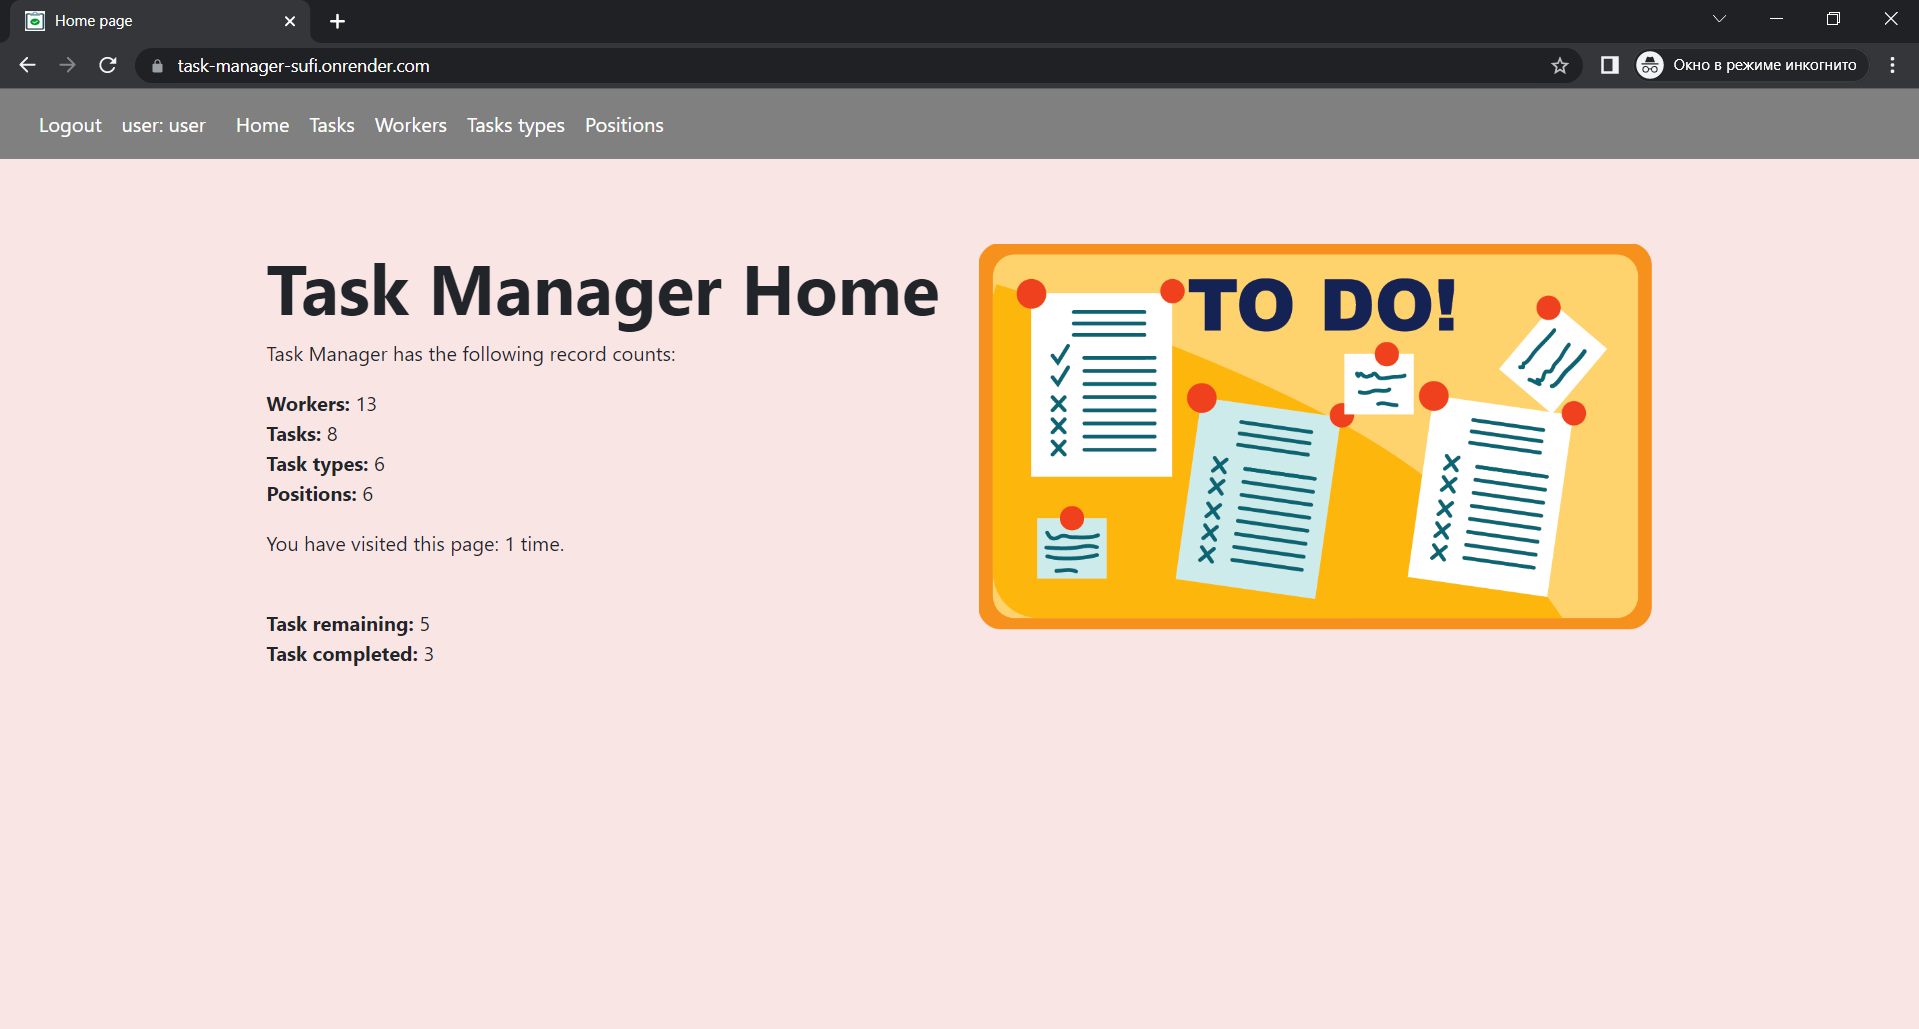 Home page
task-manager-sufi.onrender.com
Окно в режиме инкогнито
Logout user: user Home Tasks Workers Tasks types Positions
Task Manager Home
Task Manager has the following record counts:
Workers: 13
Tasks: 8
Task types: 6
Positions: 6
You have visited this page: 1 time.
Task remaining: 5
Task completed: 3
TO DO!